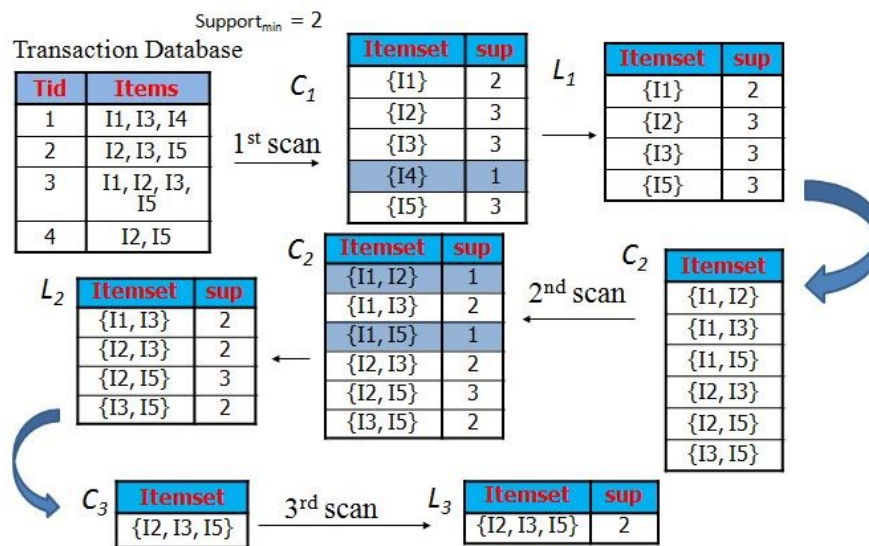 Supportmin = 2
Transaction Database
Tid Items
1 I1, I3, I4
2 I2, I3, I5
3 I1, I2, I3,
I5
4 I2, I5
1st scan
C1
Itemset sup
{I1} 2
{I2} 3
{I3} 3
{I4} 1
{I5} 3
L1
Itemset sup
{I1} 2
{I2} 3
{I3} 3
{I5} 3
C2
Itemset
{I1, I2}
{I1, I3}
{I1, I5}
{I2, I3}
{I2, I5}
{I3, I5}
2nd scan
C2
Itemset sup
{I1, I2} 1
{I1, I3} 2
{I1, I5} 1
{I2, I3} 2
{I2, I5} 3
{I3, I5} 2
L2
Itemset sup
{I1, I3} 2
{I2, I3} 2
{I2, I5} 3
{I3, I5} 2
C3
Itemset
{I2, I3, I5}
3rd scan
L3
Itemset sup
{I2, I3, I5} 2